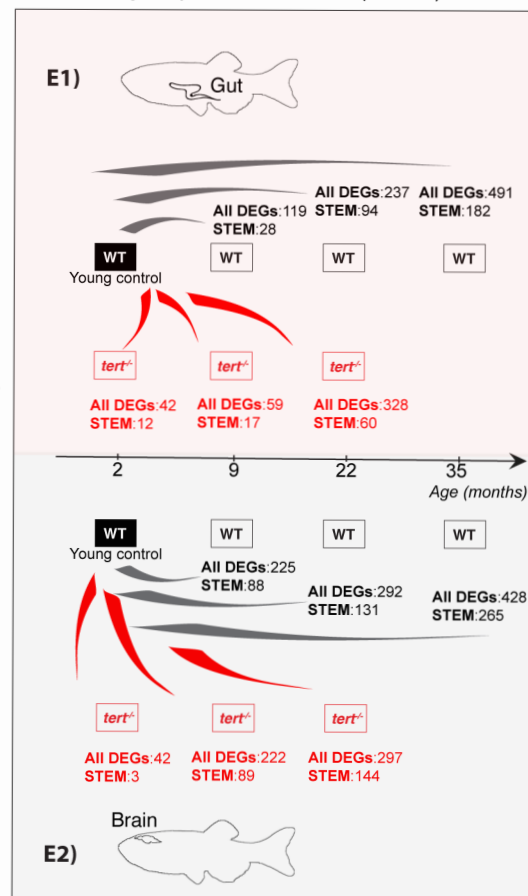 E1)
Gut
All DEGs:237
STEM:94
All DEGs:491
STEM:182
All DEGs:119
STEM:28
WT
WT
WT
WT
Young control
tert-/-
tert-/-
tert-/-
All DEGs:42
STEM:12
All DEGs:59
STEM:17
All DEGs:328
STEM:60
2
9
22
35
Age (months)
WT
WT
WT
WT
Young control
All DEGs:225
STEM:88
All DEGs:292
STEM:131
All DEGs:428
STEM:265
tert-/-
tert-/-
tert-/-
All DEGs:42
STEM:3
All DEGs:222
STEM:89
All DEGs:297
STEM:144
Brain
E2)